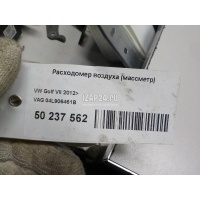 Расходомер воздуха (массметр)
VW Golf VII 2012>
VAG 04L906461B
50 237 562